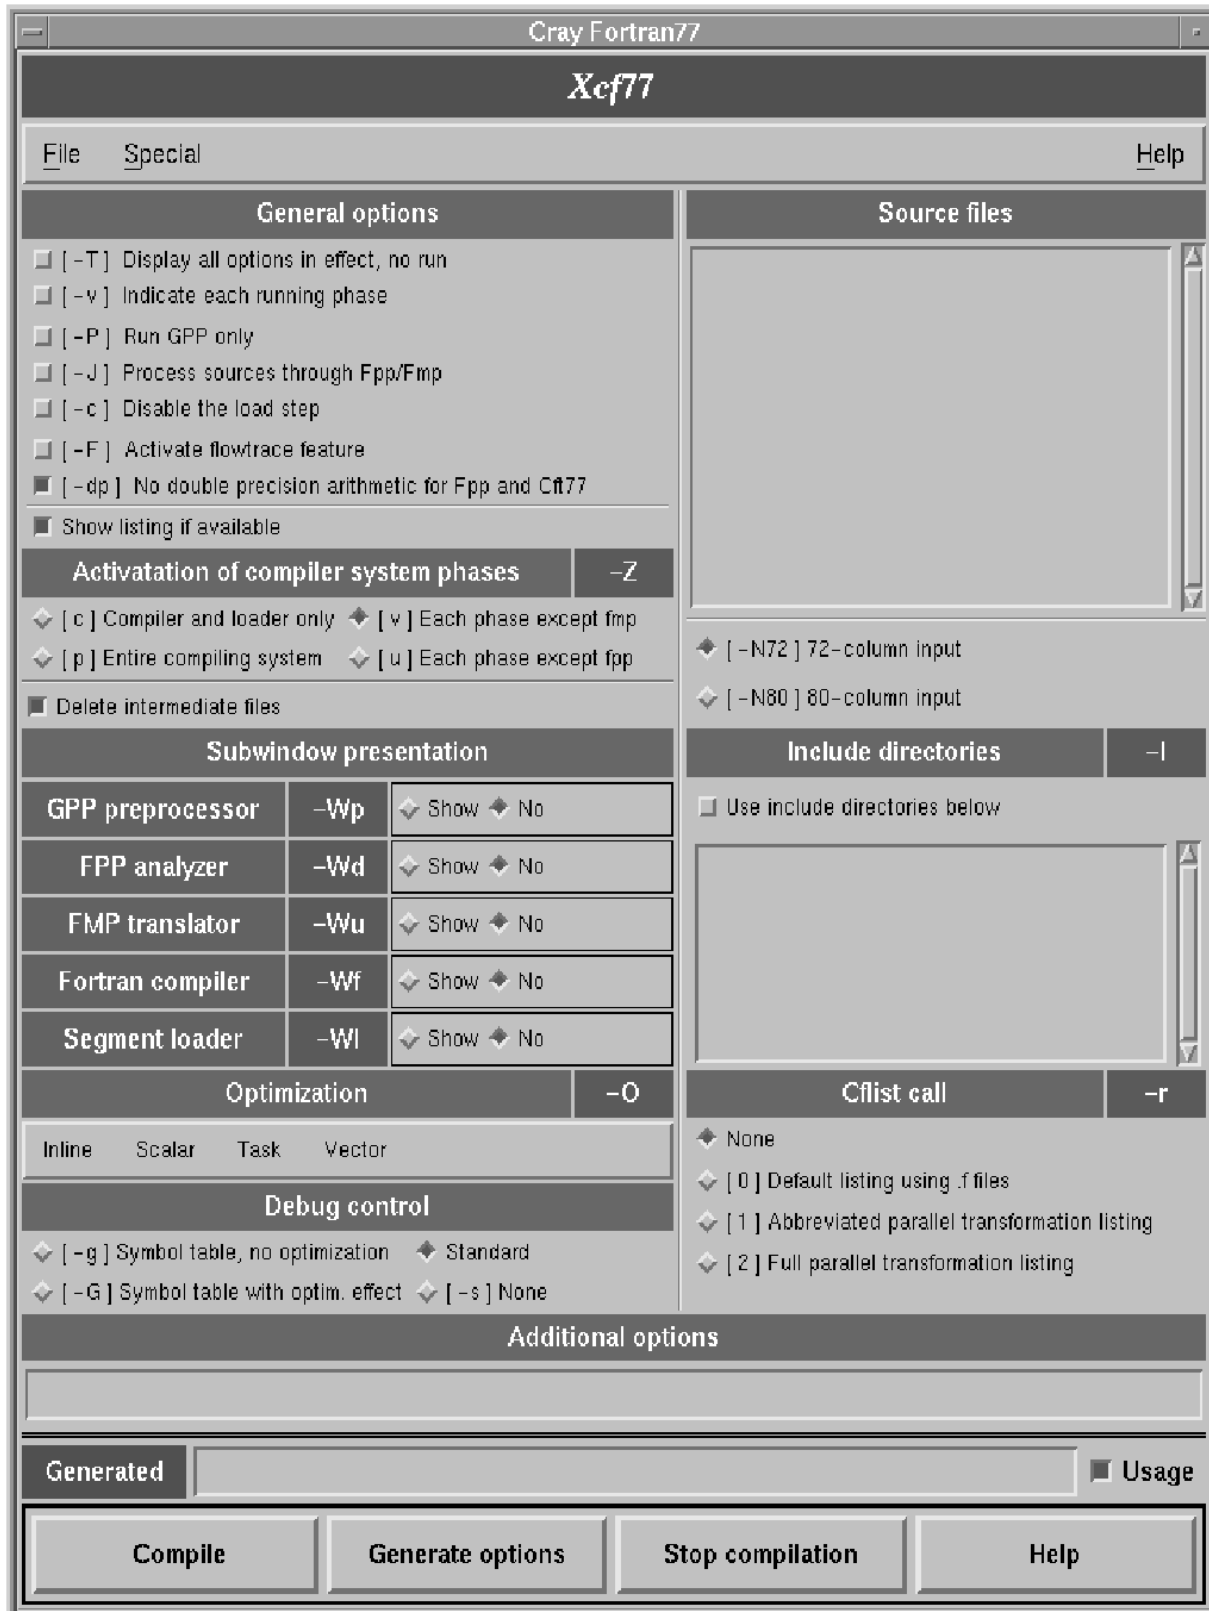 Cray Fortran77
Xcf77
File Special Help
General options
[ -T ] Display all options in effect, no run
[ -v ] Indicate each running phase
[ -P ] Run GPP only
[ -J ] Process sources through Fpp/Fmp
[ -c ] Disable the load step
[ -F ] Activate flowtrace feature
[ -dp ] No double precision arithmetic for Fpp and Cft77
Show listing if available
Activatation of compiler system phases -Z
[ c ] Compiler and loader only [ v ] Each phase except fmp
[ p ] Entire compiling system [ u ] Each phase except fpp
Delete intermediate files
Subwindow presentation
GPP preprocessor -Wp Show No
FPP analyzer -Wd Show No
FMP translator -Wu Show No
Fortran compiler -Wf Show No
Segment loader -Wl Show No
Optimization -O
Inline Scalar Task Vector
Debug control
[ -g ] Symbol table, no optimization Standard
[ -G ] Symbol table with optim. effect [ -s ] None
Source files
[ -N72 ] 72-column input
[ -N80 ] 80-column input
Include directories -I
Use include directories below
Cflist call -r
None
[ 0 ] Default listing using .f files
[ 1 ] Abbreviated parallel transformation listing
[ 2 ] Full parallel transformation listing
Additional options
Generated Usage
Compile Generate options Stop compilation Help